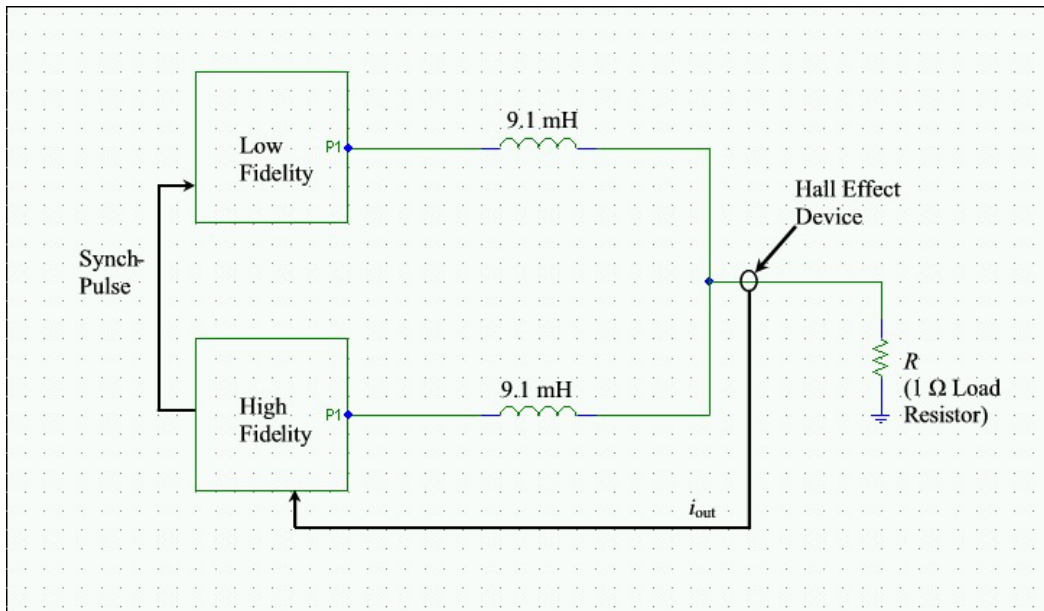 Low
Fidelity
P1
9.1 mH
Hall Effect
Device
Synch-
Pulse
High
Fidelity
P1
9.1 mH
R
(1 Ω Load
Resistor)
iout